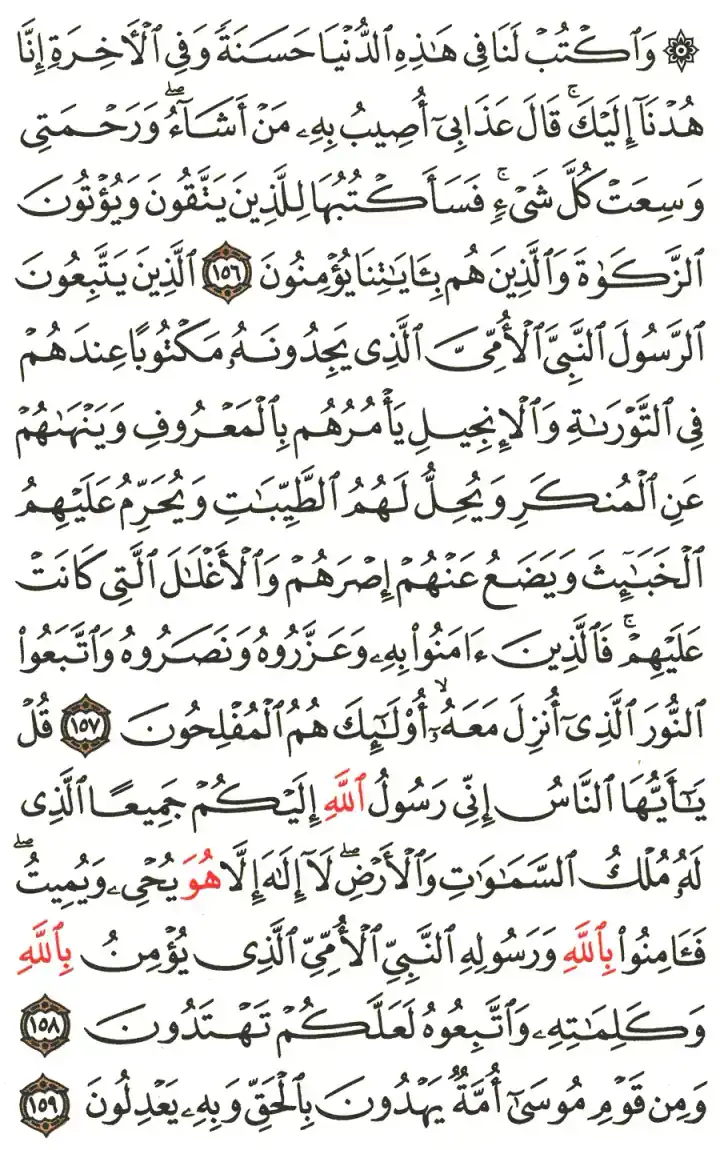 ۞ وَٱكۡتُبۡ لَنَا فِي هَٰذِهِ ٱلدُّنۡيَا حَسَنَةٗ وَفِي ٱلۡأٓخِرَةِ إِنَّا
هُدۡنَآ إِلَيۡكَۚ قَالَ عَذَابِيٓ أُصِيبُ بِهِۦ مَنۡ أَشَآءُۖ وَرَحۡمَتِي
وَسِعَتۡ كُلَّ شَيۡءٖۚ فَسَأَكۡتُبُهَا لِلَّذِينَ يَتَّقُونَ وَيُؤۡتُونَ
ٱلزَّكَوٰةَ وَٱلَّذِينَ هُم بِـَٔايَٰتِنَا يُؤۡمِنُونَ ١٥٦ ٱلَّذِينَ يَتَّبِعُونَ
ٱلرَّسُولَ ٱلنَّبِيَّ ٱلۡأُمِّيَّ ٱلَّذِي يَجِدُونَهُۥ مَكۡتُوبًا عِندَهُمۡ
فِي ٱلتَّوۡرَىٰةِ وَٱلۡإِنجِيلِ يَأۡمُرُهُم بِٱلۡمَعۡرُوفِ وَيَنۡهَىٰهُمۡ
عَنِ ٱلۡمُنكَرِ وَيُحِلُّ لَهُمُ ٱلطَّيِّبَٰتِ وَيُحَرِّمُ عَلَيۡهِمُ
ٱلۡخَبَٰٓئِثَ وَيَضَعُ عَنۡهُمۡ إِصۡرَهُمۡ وَٱلۡأَغۡلَٰلَ ٱلَّتِي كَانَتۡ
عَلَيۡهِمۡۚ فَٱلَّذِينَ ءَامَنُواْ بِهِۦ وَعَزَّرُوهُ وَنَصَرُوهُ وَٱتَّبَعُواْ
ٱلنُّورَ ٱلَّذِيٓ أُنزِلَ مَعَهُۥٓۙ أُوْلَٰٓئِكَ هُمُ ٱلۡمُفۡلِحُونَ ١٥٧ قُلۡ
يَٰٓأَيُّهَا ٱلنَّاسُ إِنِّي رَسُولُ ٱللَّهِ إِلَيۡكُمۡ جَمِيعًا ٱلَّذِي
لَهُۥ مُلۡكُ ٱلسَّمَٰوَٰتِ وَٱلۡأَرۡضِۖ لَآ إِلَٰهَ إِلَّا هُوَ يُحۡيِۦ وَيُمِيتُۖ
فَـَٔامِنُواْ بِٱللَّهِ وَرَسُولِهِ ٱلنَّبِيِّ ٱلۡأُمِّيِّ ٱلَّذِي يُؤۡمِنُ بِٱللَّهِ
وَكَلِمَٰتِهِۦ وَٱتَّبِعُوهُ لَعَلَّكُمۡ تَهۡتَدُونَ ١٥٨
وَمِن قَوۡمِ مُوسَىٰٓ أُمَّةٞ يَهۡدُونَ بِٱلۡحَقِّ وَبِهِۦ يَعۡدِلُونَ ١٥٩